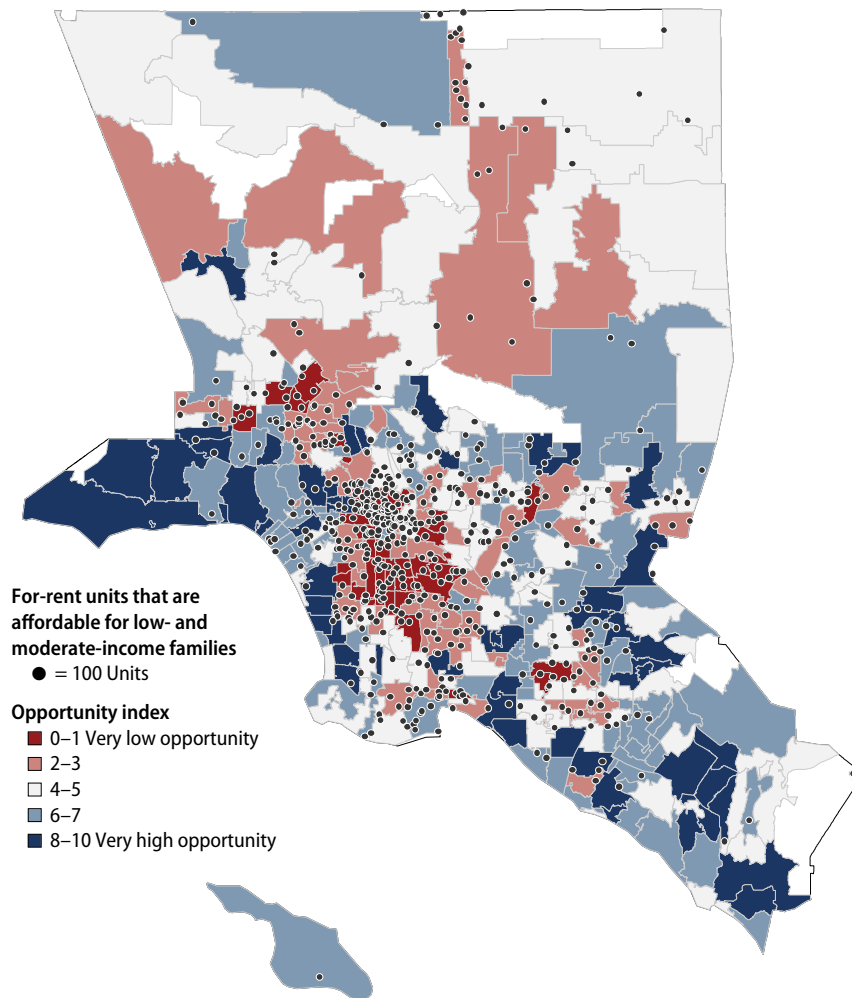 For-rent units that are
affordable for low- and
moderate-income families
= 100 Units
Opportunity index
0–1 Very low opportunity
2–3
4–5
6–7
8–10 Very high opportunity